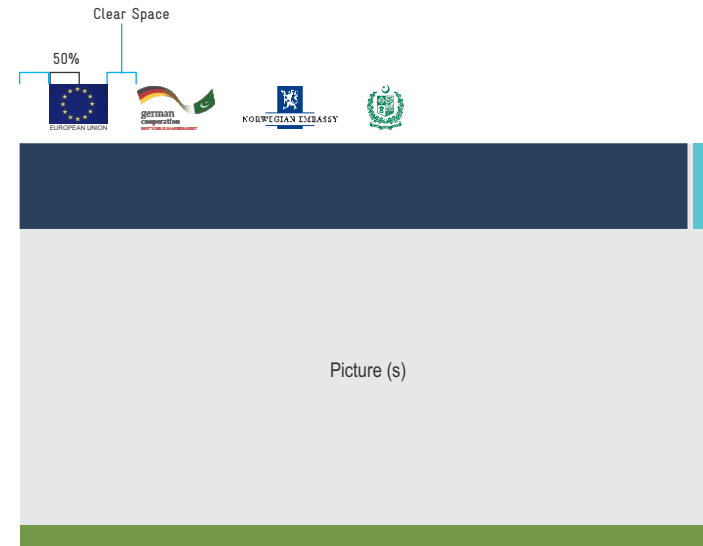 Clear Space
50%
EUROPEAN UNION
german
cooperation
NORWEGIAN EMBASSY
Picture (s)